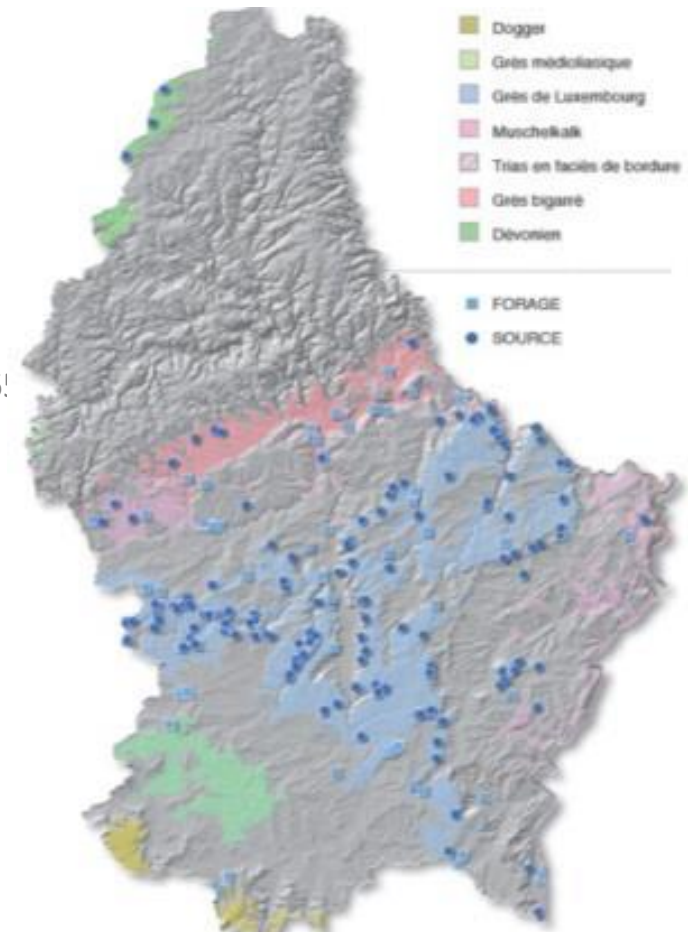 Dogger
Grès médioliasique
Grès de Luxembourg
Muschelkalk
Trias en faciès de bordure
Grès bigarré
Dévonien
FORAGE
SOURCE